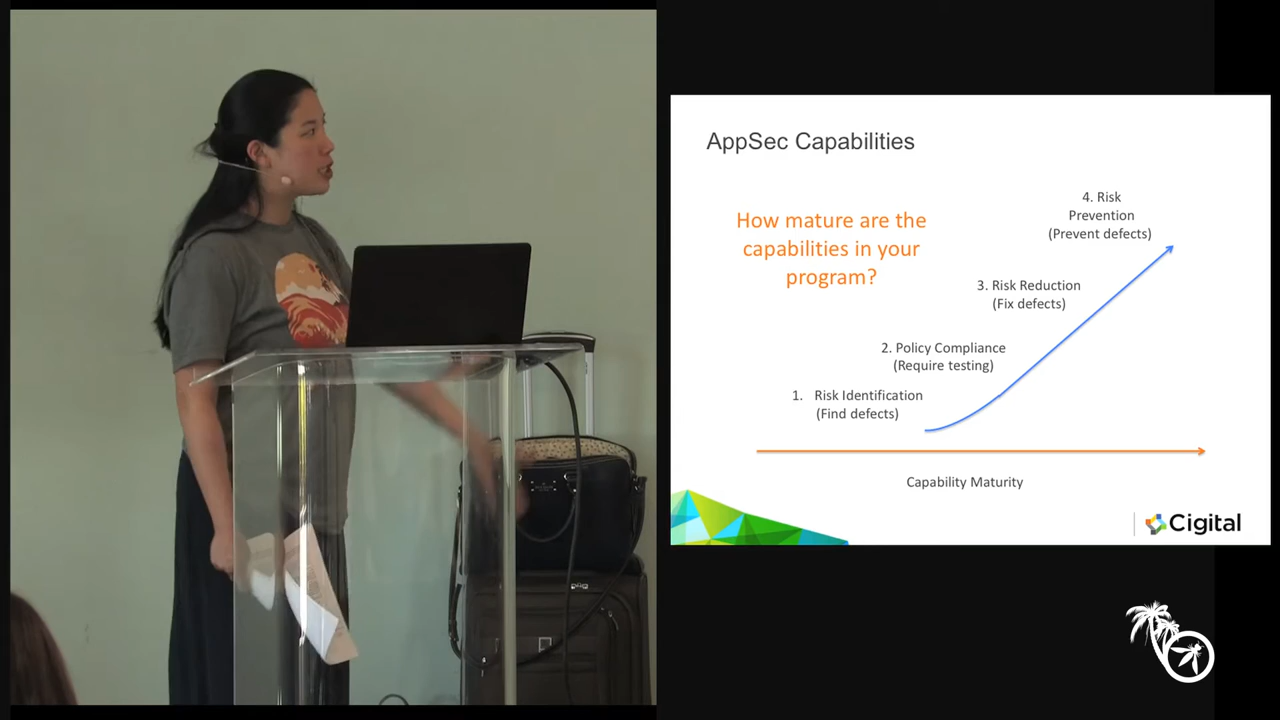 AppSec Capabilities
How mature are the
capabilities in your
program?
4. Risk
Prevention
(Prevent defects)
3. Risk Reduction
(Fix defects)
2. Policy Compliance
(Require testing)
1. Risk Identification
(Find defects)
Capability Maturity
Cigital